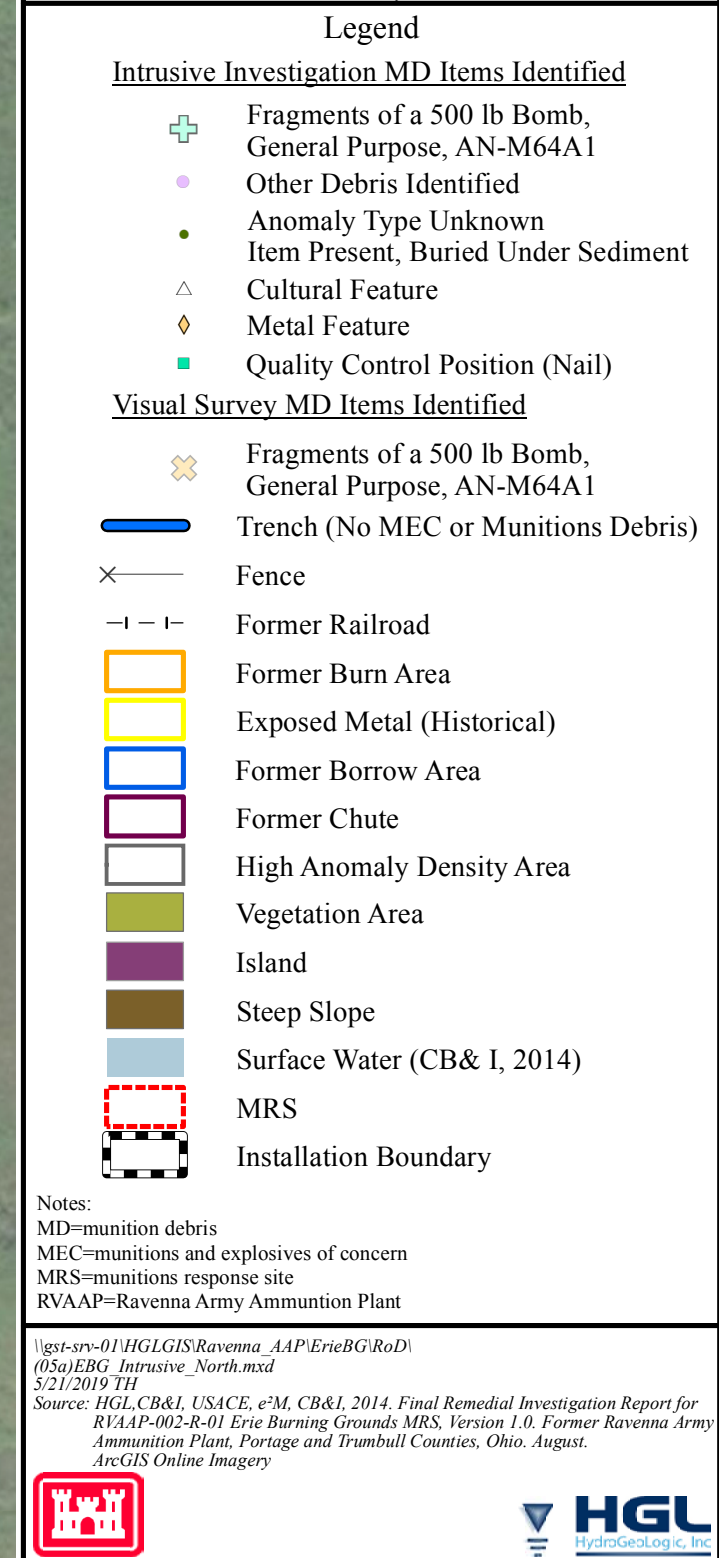 Legend
Intrusive Investigation MD Items Identified
Fragments of a 500 lb Bomb,
General Purpose, AN-M64A1
Other Debris Identified
Anomaly Type Unknown
Item Present, Buried Under Sediment
Cultural Feature
Metal Feature
Quality Control Position (Nail)
Visual Survey MD Items Identified
Fragments of a 500 lb Bomb,
General Purpose, AN-M64A1
Trench (No MEC or Munitions Debris)
Fence
Former Railroad
Former Burn Area
Exposed Metal (Historical)
Former Borrow Area
Former Chute
High Anomaly Density Area
Vegetation Area
Island
Steep Slope
Surface Water (CB& I, 2014)
MRS
Installation Boundary
Notes:
MD=munition debris
MEC=munitions and explosives of concern
MRS=munitions response site
RVAAP=Ravenna Army Ammuntion Plant
\\gst-srv-01\HGLGIS\Ravenna_AAP\ErieBG\RoD\
(05a)EBG_Intrusive_North.mxd
5/21/2019 TH
Source: HGL,CB&I, USACE, e²M, CB&I, 2014. Final Remedial Investigation Report for
RVAAP-002-R-01 Erie Burning Grounds MRS, Version 1.0. Former Ravenna Army
Ammunition Plant, Portage and Trumbull Counties, Ohio. August.
ArcGIS Online Imagery
HGL
HydroGeoLogic, Inc